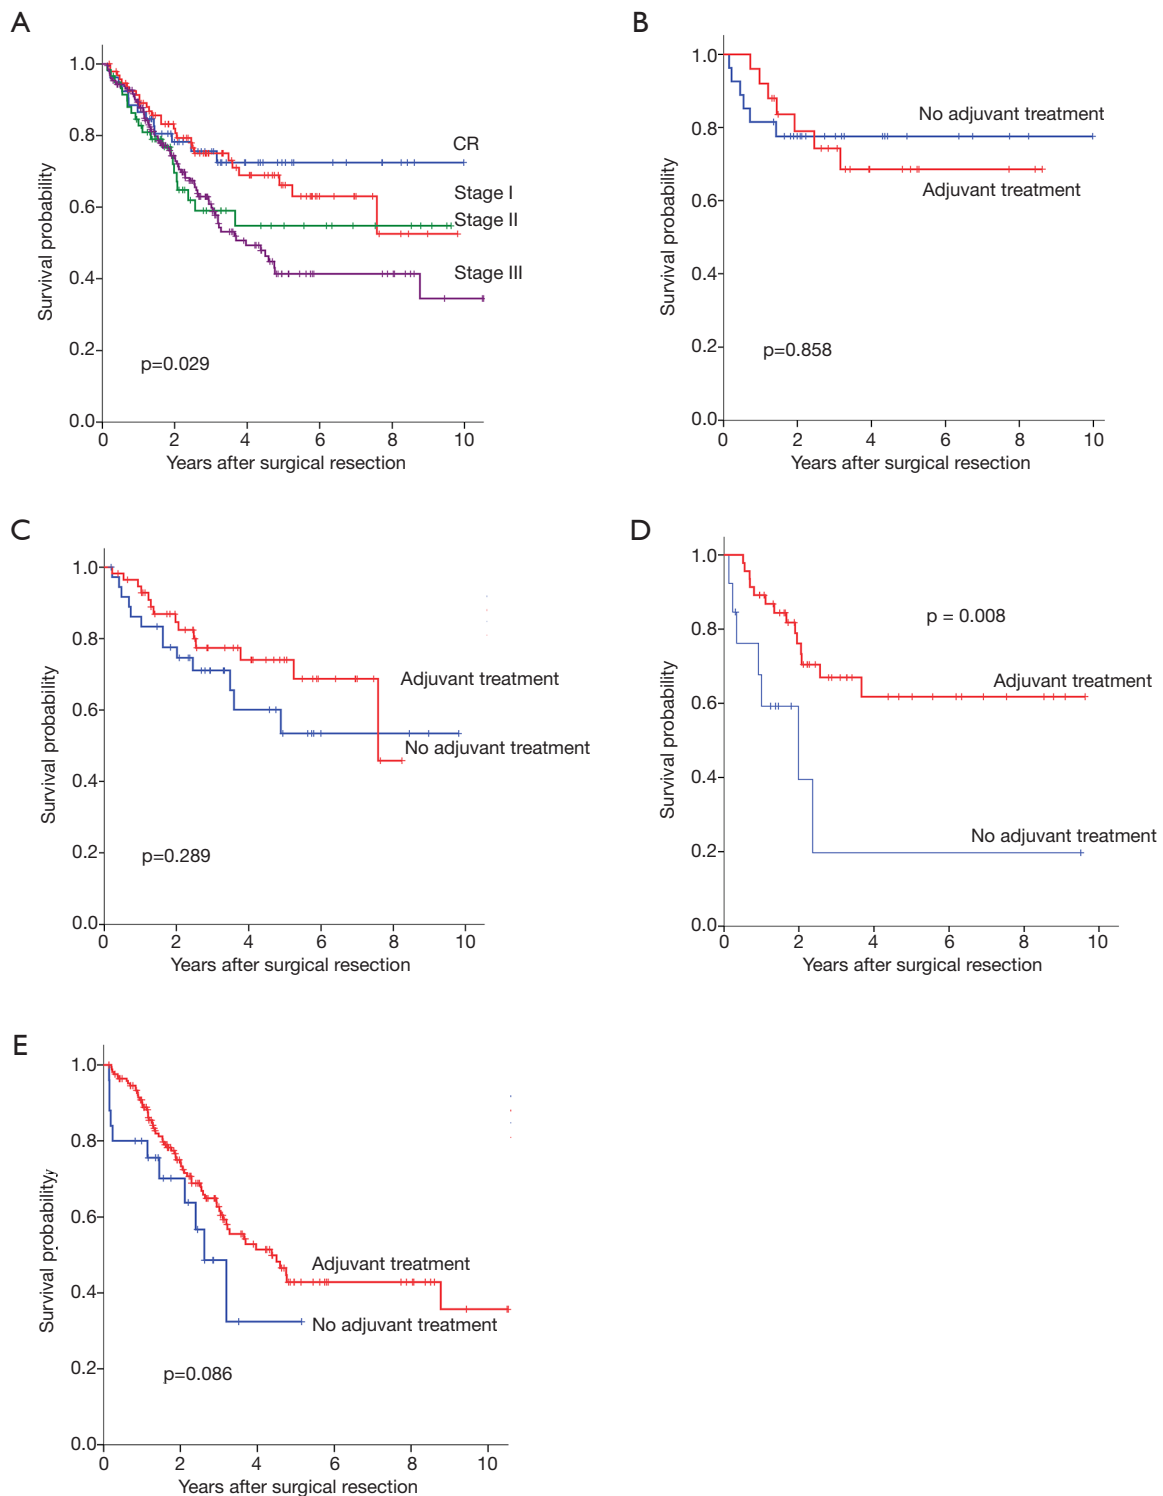 A
1.0
0.8
0.6
0.4
0.2
0.0
0 2 4 6 8 10
Survival probability
Years after surgical resection
CR
Stage I
Stage II
Stage III
p=0.029
B
1.0
0.8
0.6
0.4
0.2
0.0
0 2 4 6 8 10
Survival probability
Years after surgical resection
No adjuvant treatment
Adjuvant treatment
p=0.858
C
1.0
0.8
0.6
0.4
0.2
0.0
0 2 4 6 8 10
Survival probability
Years after surgical resection
Adjuvant treatment
No adjuvant treatment
p=0.289
D
1.0
0.8
0.6
0.4
0.2
0.0
0 2 4 6 8 10
Survival probability
Years after surgical resection
p = 0.008
Adjuvant treatment
No adjuvant treatment
E
1.0
0.8
0.6
0.4
0.2
0.0
0 2 4 6 8 10
Survival probabilityy
Years after surgical resection
Adjuvant treatment
No adjuvant treatment
p=0.086